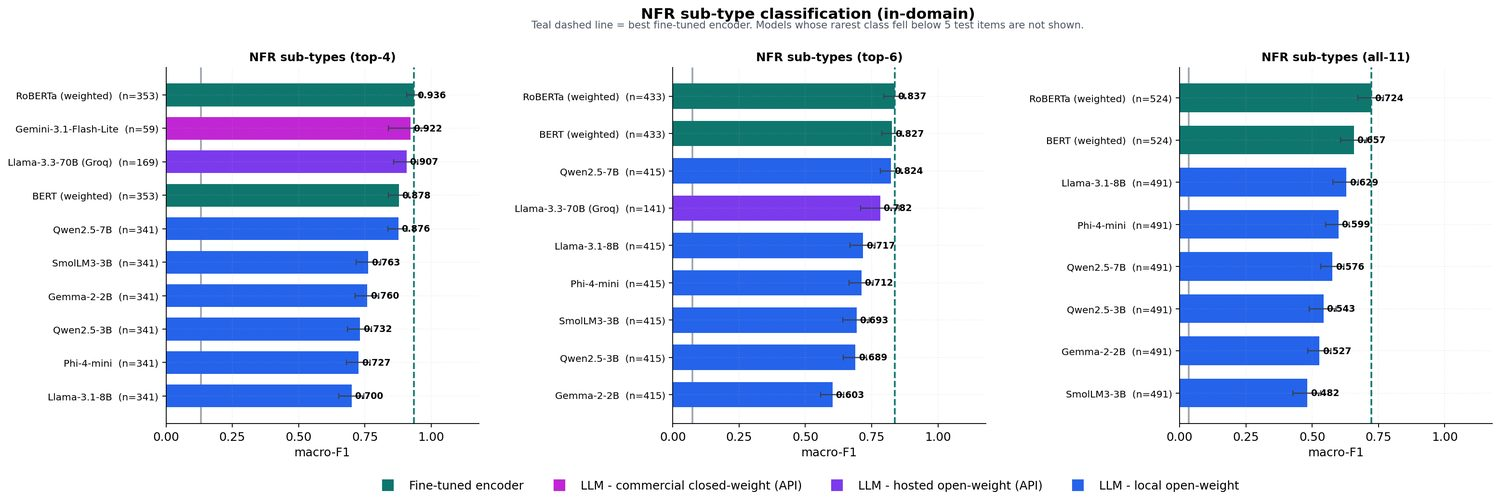 NFR sub-type classification (in-domain)
Teal dashed line = best fine-tuned encoder. Models whose rarest class fell below 5 test items are not shown.
NFR sub-types (top-4)
RoBERTa (weighted) (n=353) 0.936
Gemini-3.1-Flash-Lite (n=59) 0.922
Llama-3.3-70B (Groq) (n=169) 0.907
BERT (weighted) (n=353) 0.878
Qwen2.5-7B (n=341) 0.876
SmolLM3-3B (n=341) 0.763
Gemma-2-2B (n=341) 0.760
Qwen2.5-3B (n=341) 0.732
Phi-4-mini (n=341) 0.727
Llama-3.1-8B (n=341) 0.700
0.00 0.25 0.50 0.75 1.00
macro-F1
NFR sub-types (top-6)
RoBERTa (weighted) (n=433) 0.837
BERT (weighted) (n=433) 0.827
Qwen2.5-7B (n=415) 0.824
Llama-3.3-70B (Groq) (n=141) 0.782
Llama-3.1-8B (n=415) 0.717
Phi-4-mini (n=415) 0.712
SmolLM3-3B (n=415) 0.693
Qwen2.5-3B (n=415) 0.689
Gemma-2-2B (n=415) 0.603
0.00 0.25 0.50 0.75 1.00
macro-F1
NFR sub-types (all-11)
RoBERTa (weighted) (n=524) 0.724
BERT (weighted) (n=524) 0.657
Llama-3.1-8B (n=491) 0.629
Phi-4-mini (n=491) 0.599
Qwen2.5-7B (n=491) 0.576
Qwen2.5-3B (n=491) 0.543
Gemma-2-2B (n=491) 0.527
SmolLM3-3B (n=491) 0.482
0.00 0.25 0.50 0.75 1.00
macro-F1
Fine-tuned encoder LLM - commercial closed-weight (API) LLM - hosted open-weight (API) LLM - local open-weight